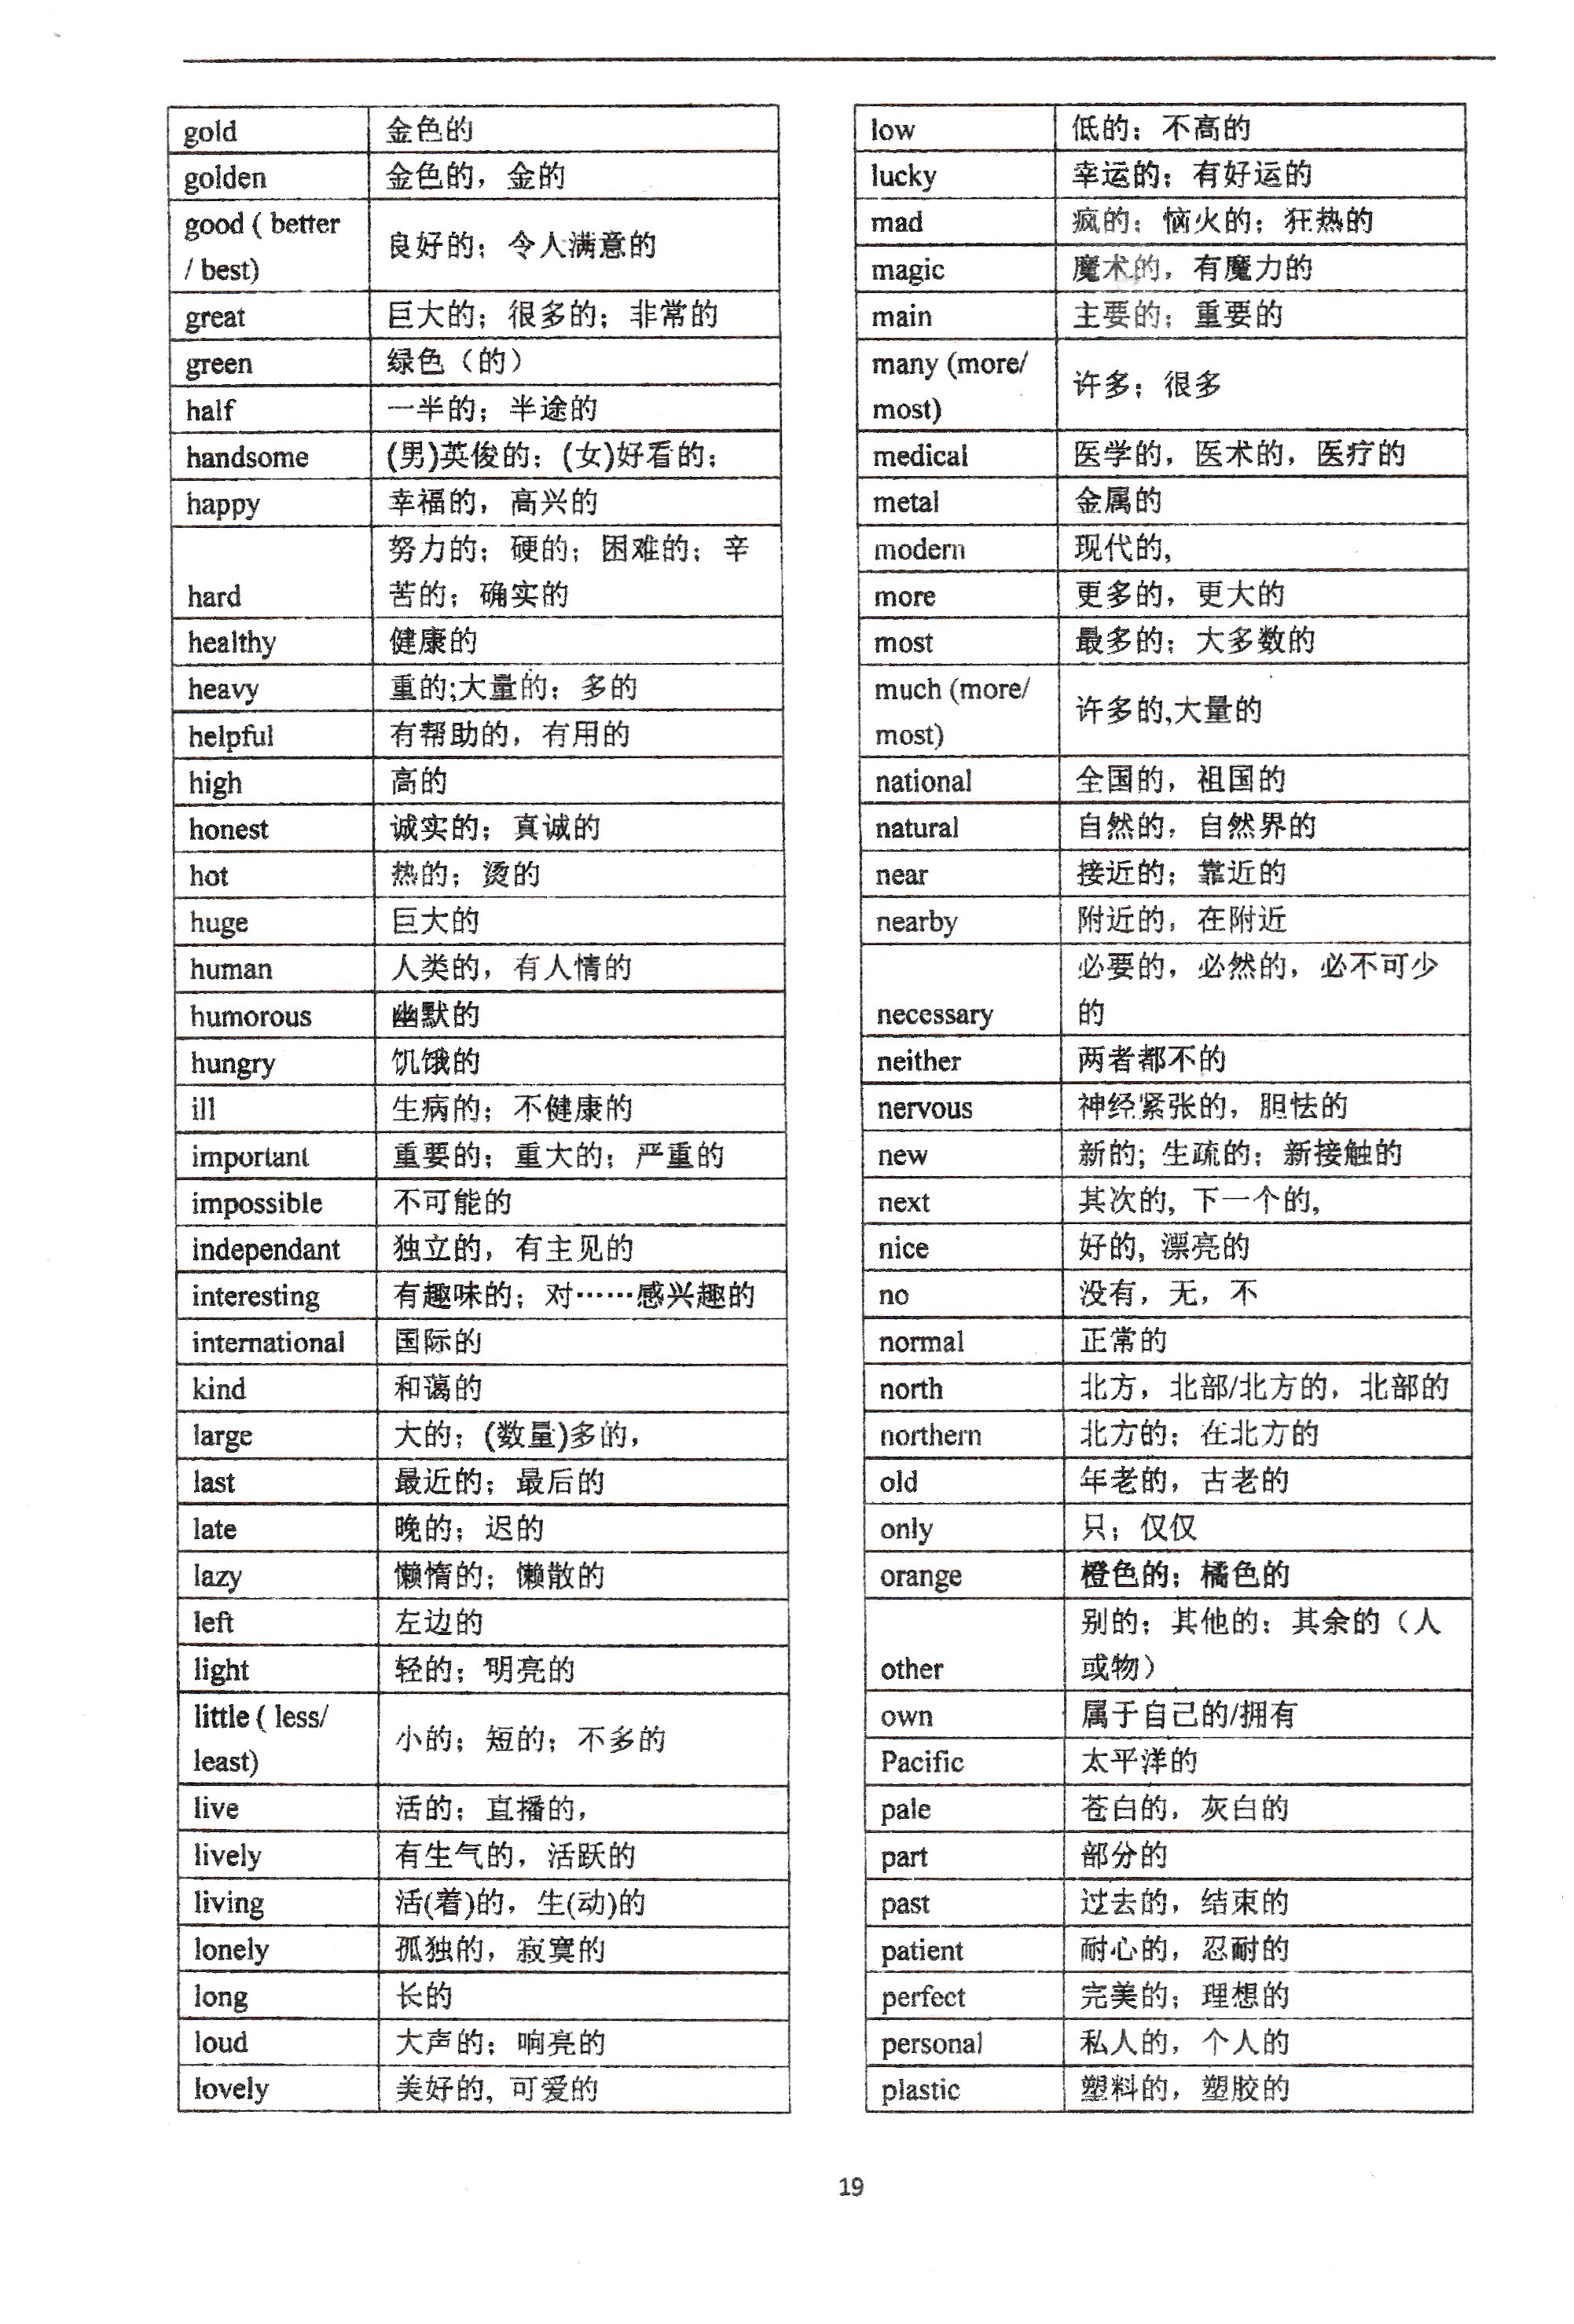 gold 金色的
golden 金色的，金的
good ( better
/ best) 良好的；令人满意的
great 巨大的；很多的；非常的
green 绿色（的）
half 一半的；半途的
handsome (男)英俊的；(女)好看的；
happy 幸福的，高兴的
努力的；硬的；困难的；辛
hard 苦的；确实的
healthy 健康的
heavy 重的;大量的；多的
helpful 有帮助的，有用的
high 高的
honest 诚实的；真诚的
hot 热的；烫的
huge 巨大的
human 人类的，有人情的
humorous 幽默的
hungry 饥饿的
ill 生病的；不健康的
important 重要的；重大的；严重的
impossible 不可能的
independant 独立的，有主见的
interesting 有趣味的；对……感兴趣的
international 国际的
kind 和蔼的
large 大的；(数量)多的，
last 最近的；最后的
late 晚的；迟的
lazy 懒惰的；懒散的
left 左边的
light 轻的；明亮的
little ( less/
least) 小的；短的；不多的
live 活的；直播的，
lively 有生气的，活跃的
living 活(着)的，生(动)的
lonely 孤独的，寂寞的
long 长的
loud 大声的；响亮的
lovely 美好的, 可爱的
low 低的；不高的
lucky 幸运的；有好运的
mad 疯的；恼火的；狂热的
magic 魔术的，有魔力的
main 主要的；重要的
many (more/
most) 许多；很多
medical 医学的，医术的，医疗的
metal 金属的
modern 现代的,
more 更多的，更大的
most 最多的；大多数的
much (more/
most) 许多的,大量的
national 全国的，祖国的
natural 自然的，自然界的
near 接近的；靠近的
nearby 附近的，在附近
必要的，必然的，必不可少
necessary 的
neither 两者都不的
nervous 神经紧张的，胆怯的
new 新的; 生疏的；新接触的
next 其次的, 下一个的,
nice 好的, 漂亮的
no 没有，无，不
normal 正常的
north 北方，北部/北方的，北部的
northern 北方的；在北方的
old 年老的，古老的
only 只；仅仅
orange 橙色的；橘色的
别的；其他的；其余的（人
other 或物）
own 属于自己的/拥有
Pacific 太平洋的
pale 苍白的，灰白的
part 部分的
past 过去的，结束的
patient 耐心的，忍耐的
perfect 完美的；理想的
personal 私人的，个人的
plastic 塑料的，塑胶的
19